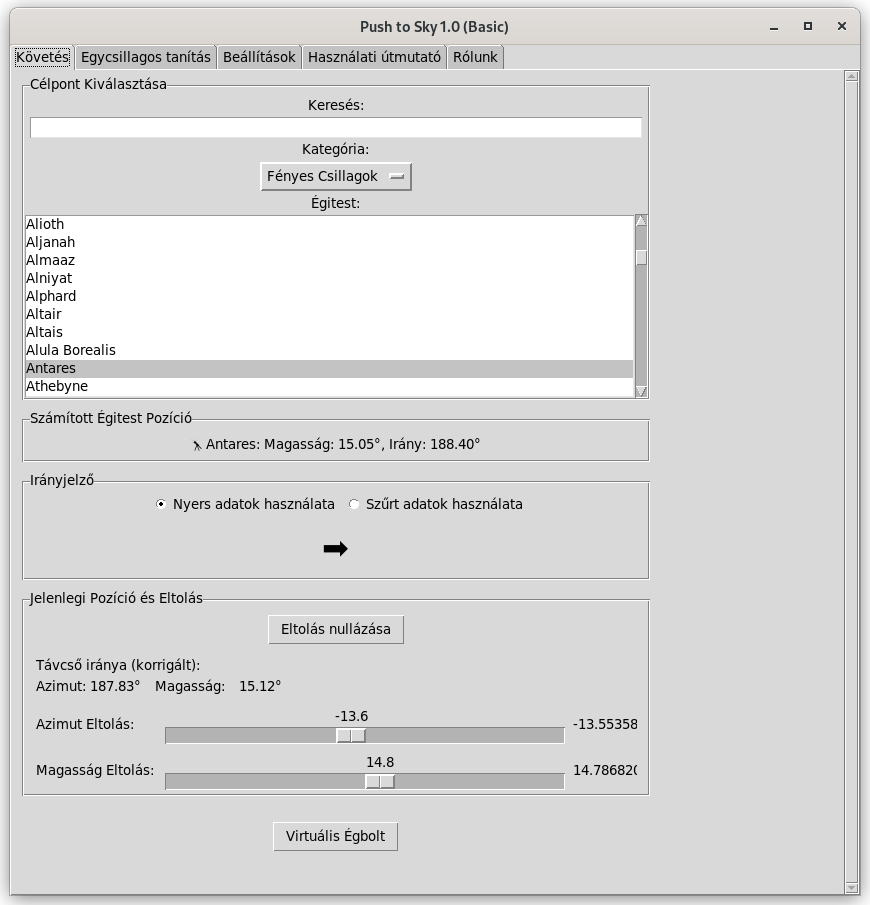 Push to Sky 1.0 (Basic)
Követés Egycsillagos tanítás Beállítások Használati útmutató Rólunk
Célpont Kiválasztása
Keresés:
Kategória:
Fényes Csillagok
Égitest:
Alioth
Aljanah
Almaaz
Alniyat
Alphard
Altair
Altais
Alula Borealis
Antares
Athebyne
Számított Égitest Pozíció
Antares: Magasság: 15.05°, Irány: 188.40°
Irányjelző
Nyers adatok használata Szűrt adatok használata
Jelenlegi Pozíció és Eltolás
Eltolás nullázása
Távcső iránya (korrigált):
Azimut: 187.83° Magasság: 15.12°
-13.6
Azimut Eltolás: -13.55358
14.8
Magasság Eltolás: 14.786820
Virtuális Égbolt